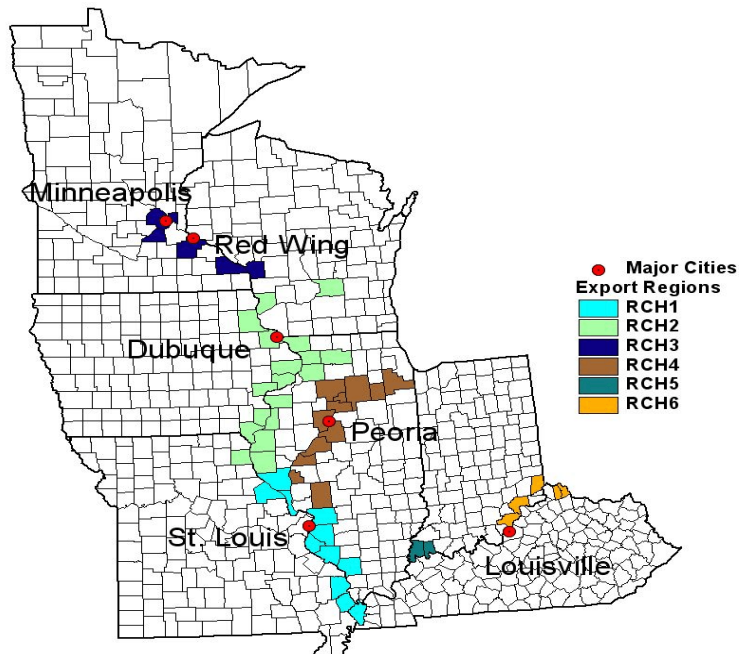 Minneapolis
Red Wing
Major Cities
Export Regions
RCH1
RCH2
RCH3
RCH4
RCH5
RCH6
Dubuque
Peoria
St. Louis
Louisville